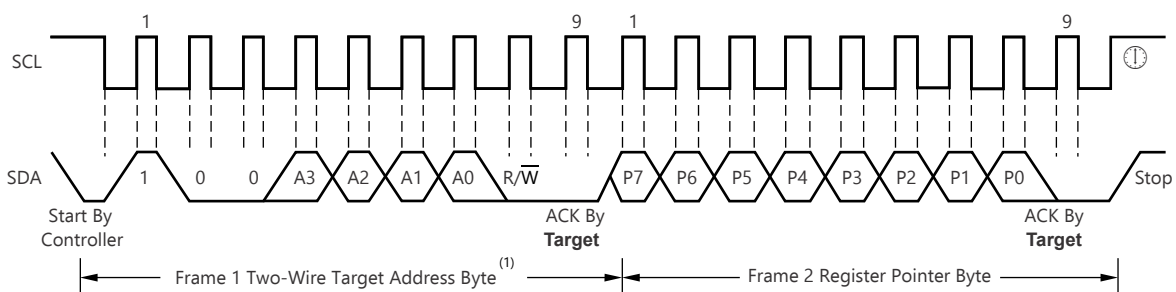 1 9 1 9
SCL
SDA 1 0 0 A3 A2 A1 A0 R/W̅ P7 P6 P5 P4 P3 P2 P1 P0 Stop
Start By ACK By ACK By
Controller Target Target
Frame 1 Two-Wire Target Address Byte (1) Frame 2 Register Pointer Byte